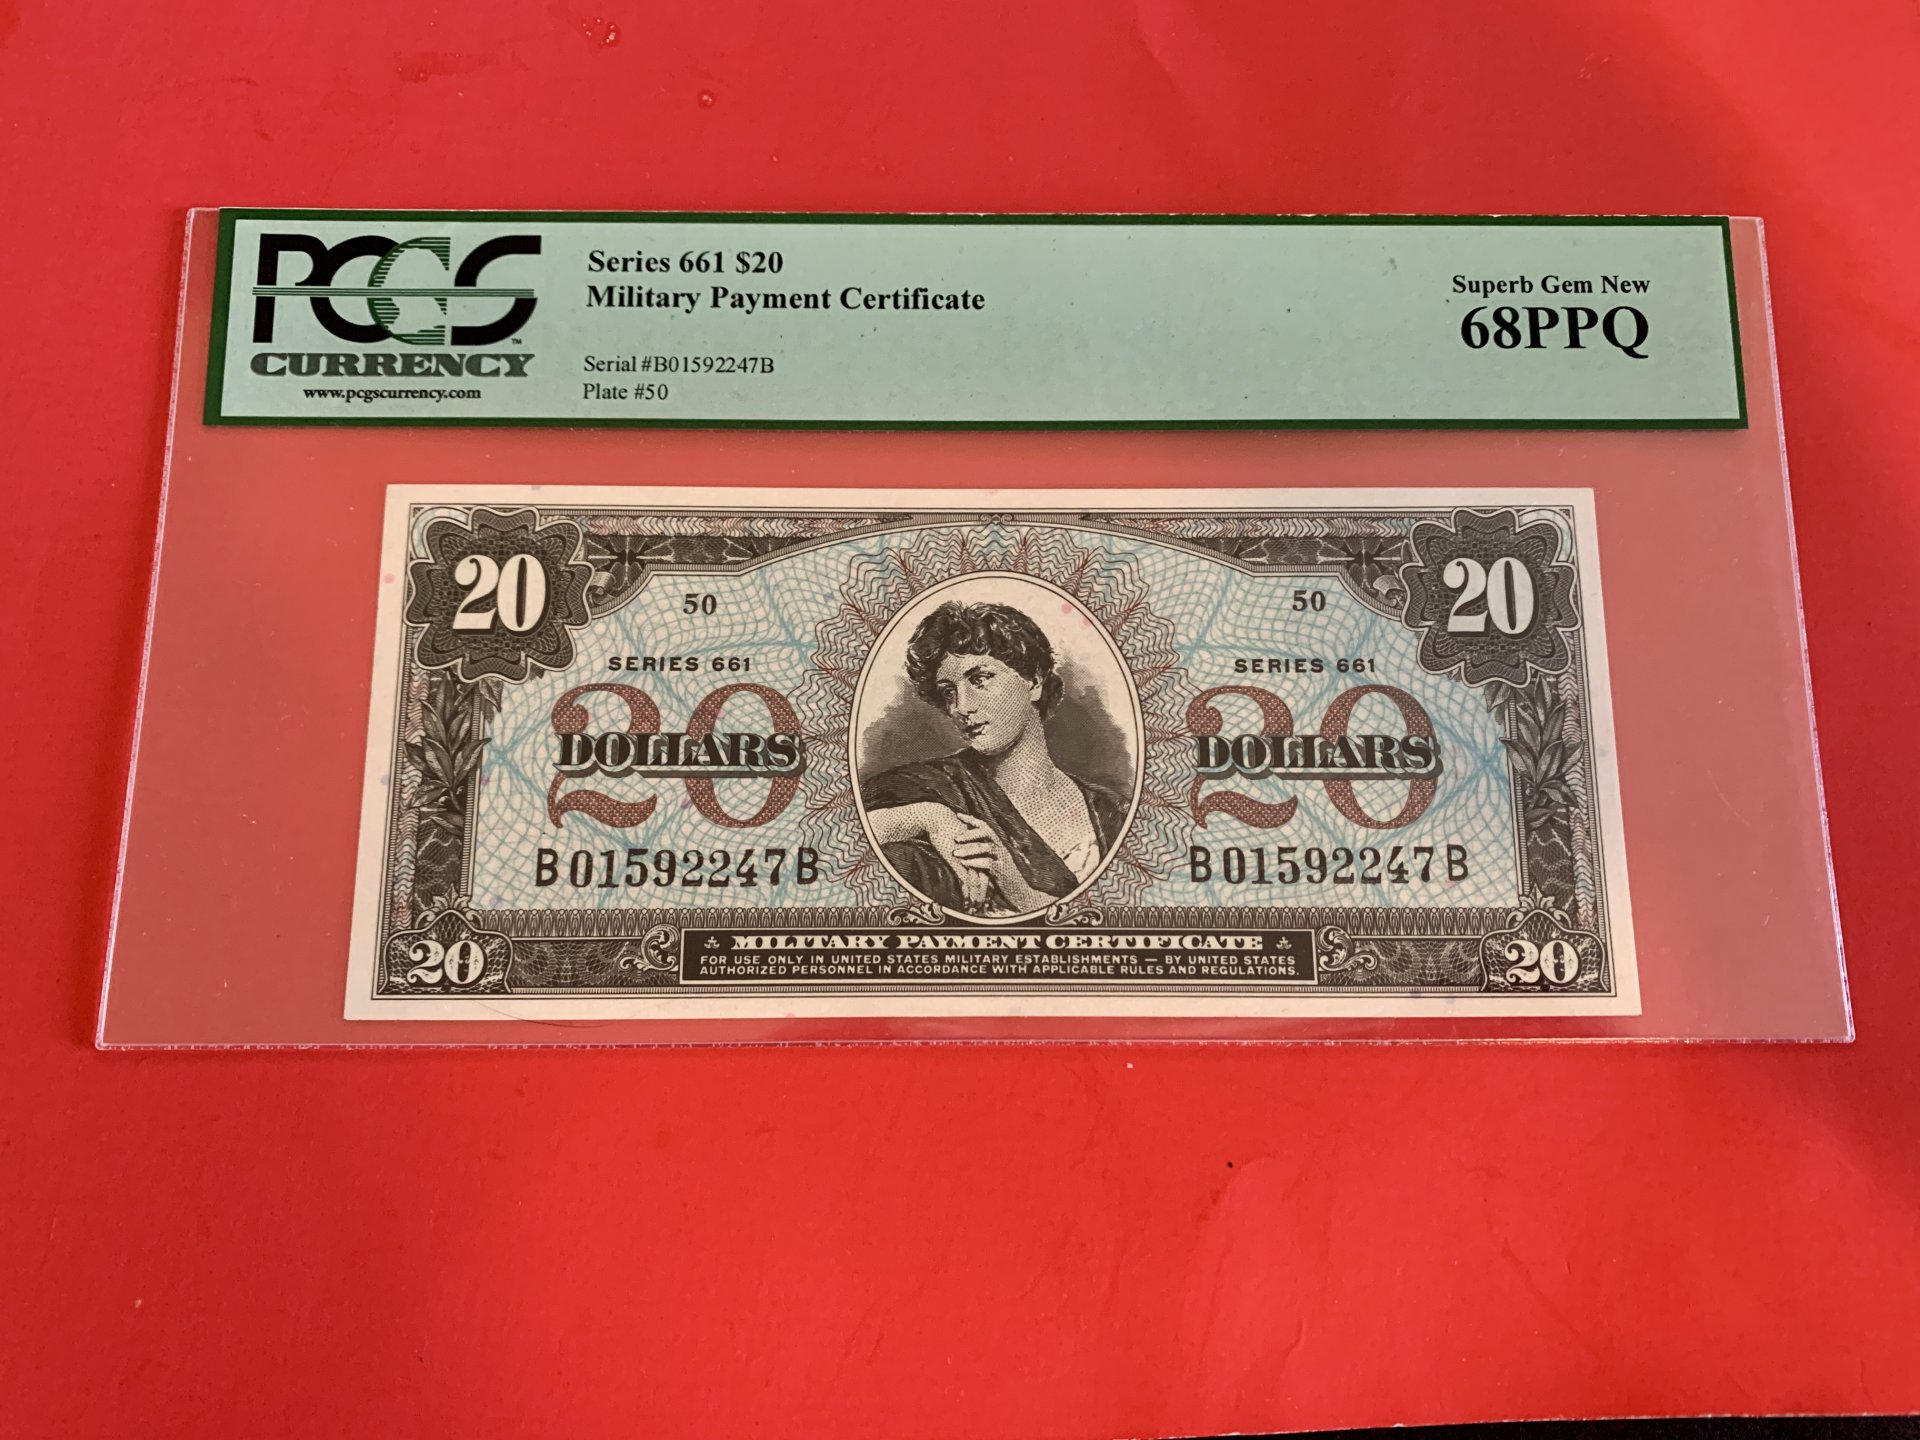 PCGS™
CURRENCY
www.pcgscurrency.com
Series 661 $20
Military Payment Certificate
Serial #B01592247B
Plate #50
Superb Gem New
68PPQ
20 20
50 50
SERIES 661 SERIES 661
20 20
DOLLARS DOLLARS
B01592247B B01592247B
20 20
MILITARY PAYMENT CERTIFICATE
FOR USE ONLY IN UNITED STATES MILITARY ESTABLISHMENTS — BY UNITED STATES
AUTHORIZED PERSONNEL IN ACCORDANCE WITH APPLICABLE RULES AND REGULATIONS.